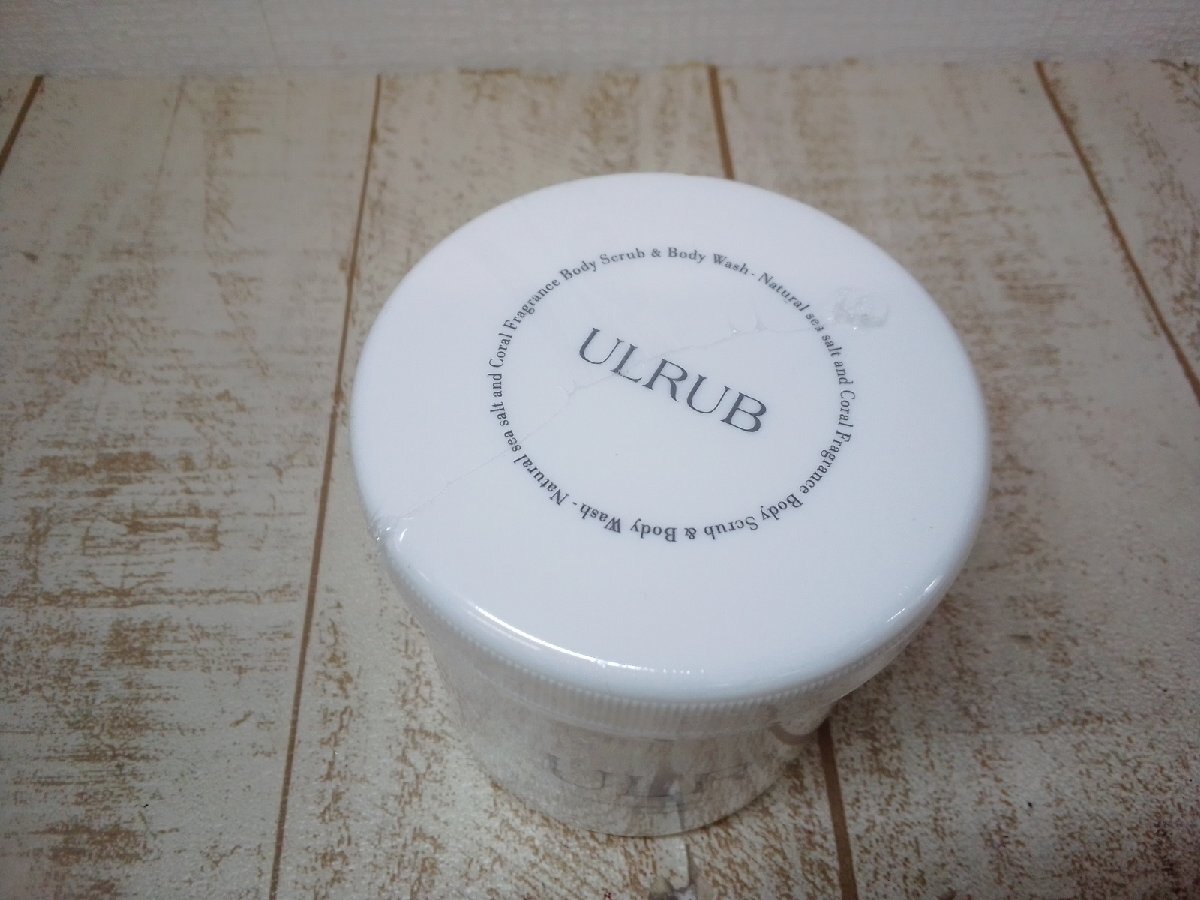 ULRUB
Natural sea salt and Coral Fragrance Body Scrub & Body Wash - Natural sea salt and Coral Fragrance Body Scrub & Body Wash -